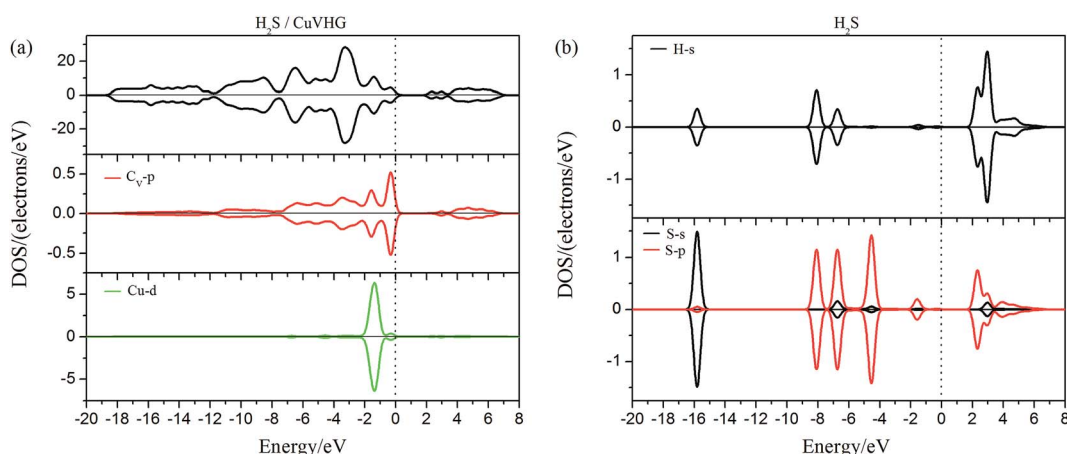 (a)
H₂S / CuVHG
20
0
-20
C_V-p
0.5
0.0
-0.5
Cu-d
5
0
-5
DOS/(electrons/eV)
-20 -18 -16 -14 -12 -10 -8 -6 -4 -2 0 2 4 6 8
Energy/eV
(b)
H₂S
H-s
1
0
-1
S-s
S-p
1
0
-1
DOS/(electrons/eV)
-20 -18 -16 -14 -12 -10 -8 -6 -4 -2 0 2 4 6 8
Energy/eV